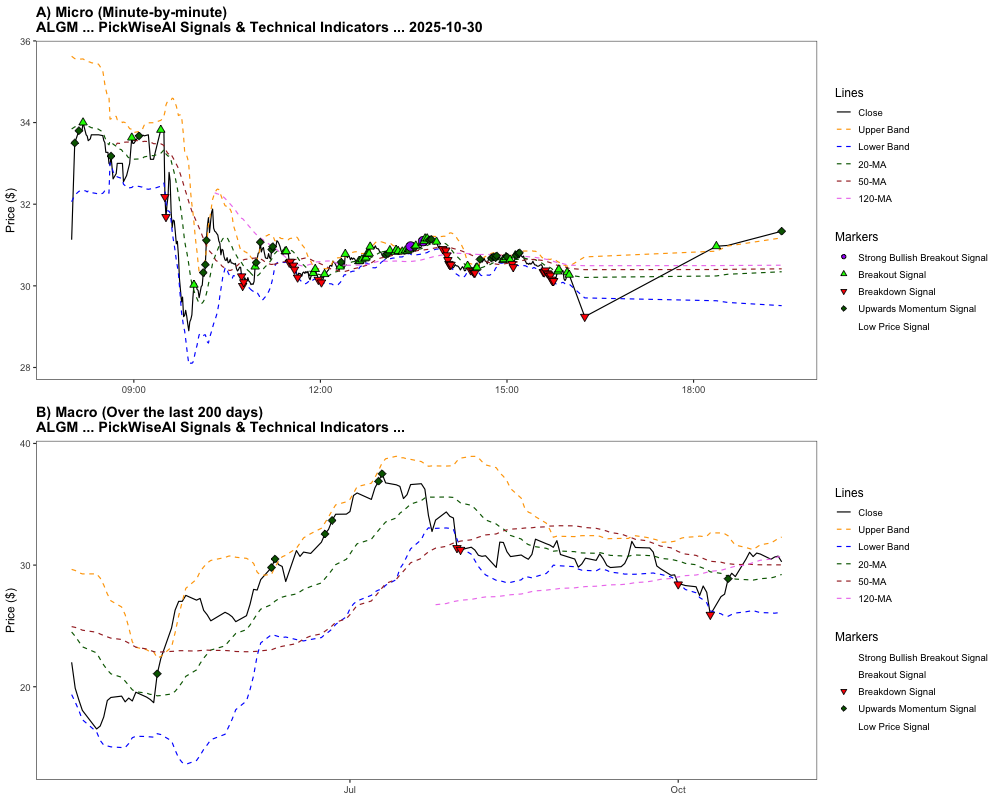 A) Micro (Minute-by-minute)
ALGM ... PickWiseAI Signals & Technical Indicators ... 2025-10-30
36
34
32
30
28
Price ($)
09:00
12:00
15:00
18:00
Lines
Close
Upper Band
Lower Band
20-MA
50-MA
120-MA
Markers
Strong Bullish Breakout Signal
Breakout Signal
Breakdown Signal
Upwards Momentum Signal
Low Price Signal
B) Macro (Over the last 200 days)
ALGM ... PickWiseAI Signals & Technical Indicators ...
40
30
20
Price ($)
Jul
Oct
Lines
Close
Upper Band
Lower Band
20-MA
50-MA
120-MA
Markers
Strong Bullish Breakout Signal
Breakout Signal
Breakdown Signal
Upwards Momentum Signal
Low Price Signal